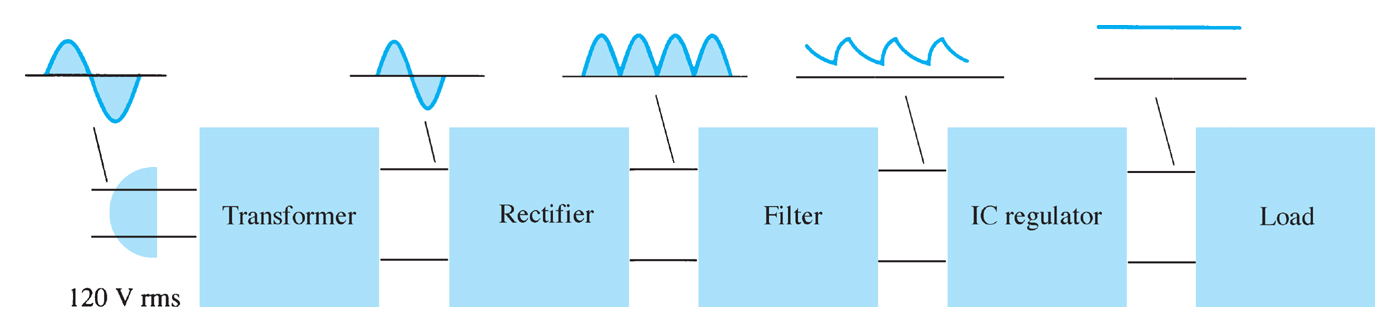 Transformer
Rectifier
Filter
IC regulator
Load
120 V rms